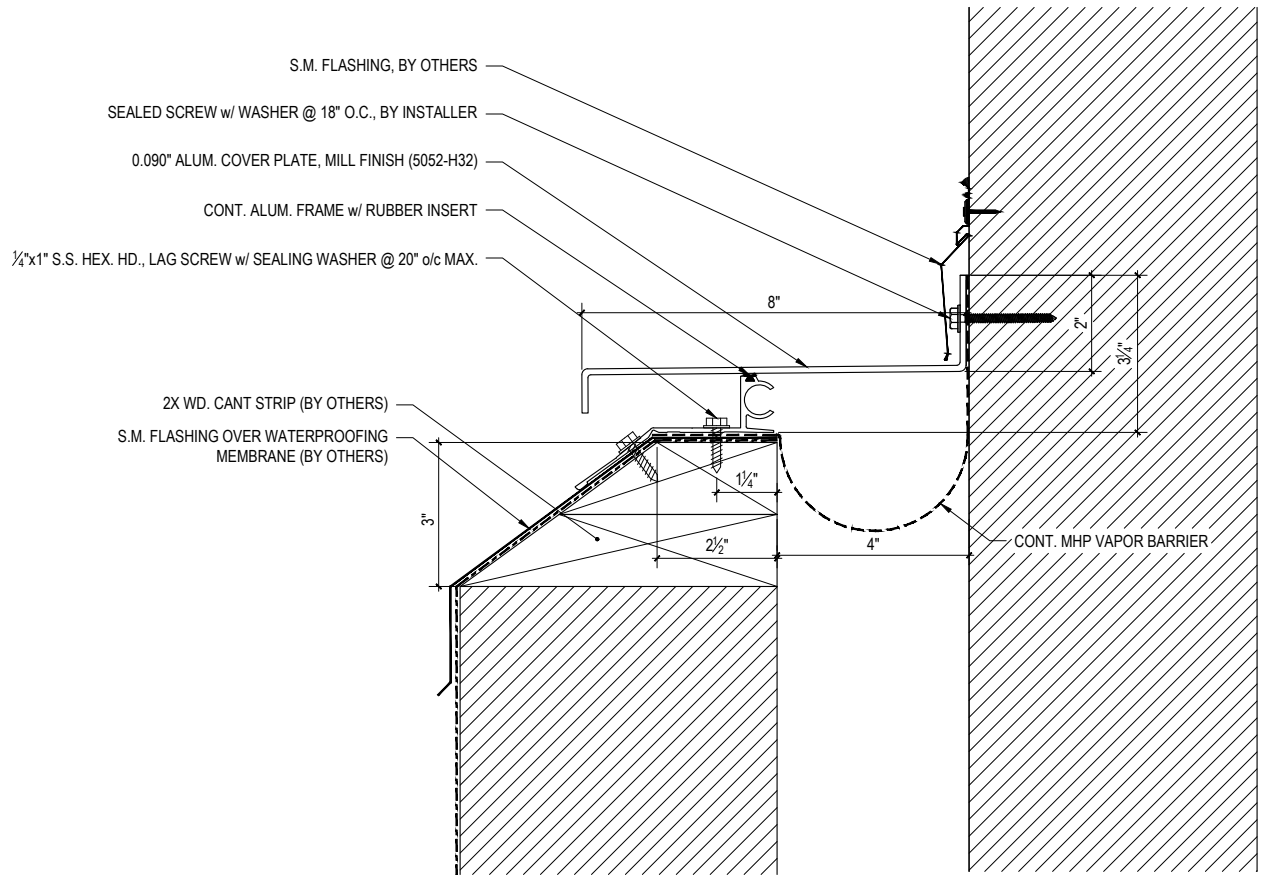 S.M. FLASHING, BY OTHERS
SEALED SCREW w/ WASHER @ 18" O.C., BY INSTALLER
0.090" ALUM. COVER PLATE, MILL FINISH (5052-H32)
CONT. ALUM. FRAME w/ RUBBER INSERT
¼"x1" S.S. HEX. HD., LAG SCREW w/ SEALING WASHER @ 20" o/c MAX.
8"
2"
3¼"
2X WD. CANT STRIP (BY OTHERS)
S.M. FLASHING OVER WATERPROOFING
MEMBRANE (BY OTHERS)
1¼"
3"
2½"
4"
CONT. MHP VAPOR BARRIER